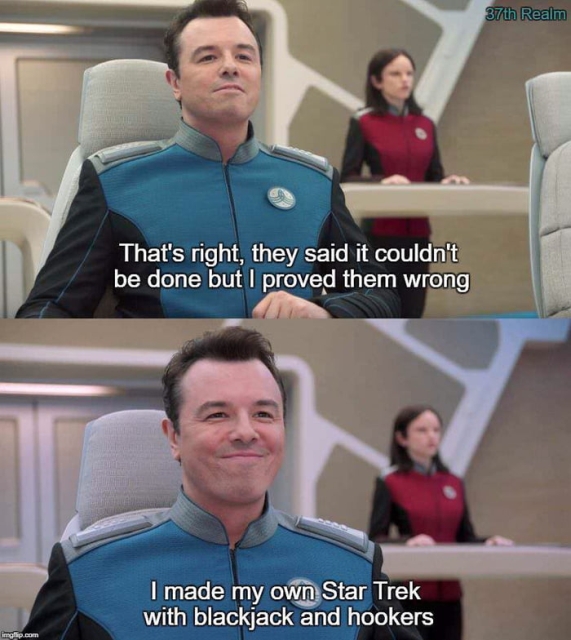 37th Realm
That's right, they said it couldn't
be done but I proved them wrong
I made my own Star Trek
with blackjack and hookers
imgflip.com